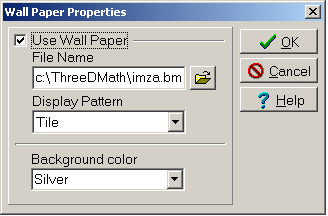 Wall Paper Properties
Use Wall Paper
File Name
c:\ThreeDMath\imza.bm
Display Pattern
Tile
Background color
Silver
OK
Cancel
Help